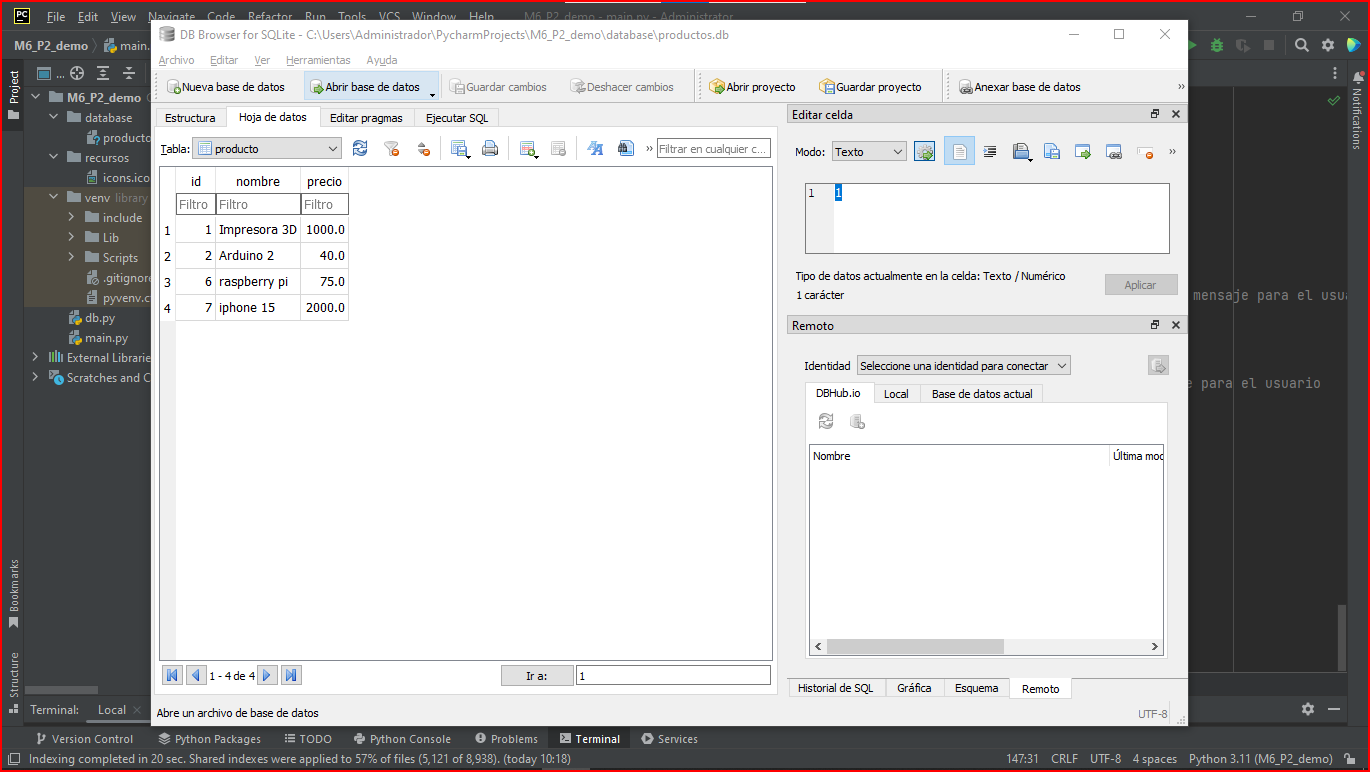 PC File Edit View Navigate Code Refactor Run Tools VCS Window Help M6_P2_demo - main.py - Administrator
M6_P2_demo main.
DB Browser for SQLite - C:\Users\Administrador\PycharmProjects\M6_P2_demo\database\productos.db
Archivo Editar Ver Herramientas Ayuda
Nueva base de datos Abrir base de datos Guardar cambios Deshacer cambios Abrir proyecto Guardar proyecto Anexar base de datos »
Estructura Hoja de datos Editar pragmas Ejecutar SQL
Tabla: producto » Filtrar en cualquier c...
id nombre precio
Filtro Filtro Filtro
1 1 Impresora 3D 1000.0
2 2 Arduino 2 40.0
3 6 raspberry pi 75.0
4 7 iphone 15 2000.0
1 - 4 de 4 Ir a: 1
Abre un archivo de base de datos
Editar celda
Modo: Texto »
1 1
Tipo de datos actualmente en la celda: Texto / Numérico
1 carácter
Aplicar
Remoto
Identidad Seleccione una identidad para conectar
DBHub.io Local Base de datos actual
Nombre Última mod
Historial de SQL Gráfica Esquema Remoto
UTF-8
Project
...
M6_P2_demo
database
producto
recursos
icons.ico
venv library
include
Lib
Scripts
.gitignore
pyvenv.c
db.py
main.py
External Librarie
Scratches and C
Bookmarks
Structure
Notifications
mensaje para el usua
e para el usuario
Terminal: Local
Version Control Python Packages TODO Python Console Problems Terminal Services
Indexing completed in 20 sec. Shared indexes were applied to 57% of files (5,121 of 8,938). (today 10:18) 147:31 CRLF UTF-8 4 spaces Python 3.11 (M6_P2_demo)